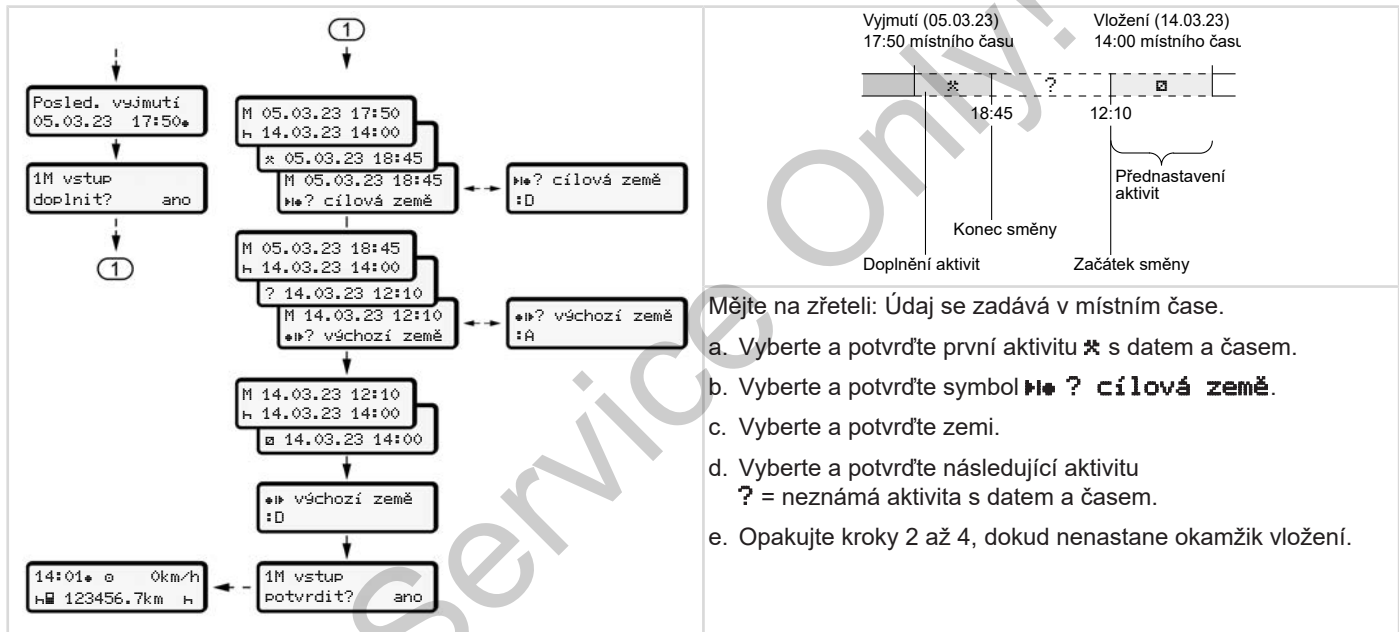 1
Posled. vyjmutí
05.03.23 17:50
1M vstup
doplnit? ano
1
M 05.03.23 17:50
14.03.23 14:00
05.03.23 18:45
M 05.03.23 18:45
? cílová země
? cílová země
:D
M 05.03.23 18:45
14.03.23 14:00
? 14.03.23 12:10
M 14.03.23 12:10
? výchozí země
? výchozí země
:A
M 14.03.23 12:10
14.03.23 14:00
14.03.23 14:00
výchozí země
:D
1M vstup
potvrdit? ano
14:01 0km/h
123456.7km
Vyjmutí (05.03.23)
17:50 místního času
Vložení (14.03.23)
14:00 místního času
?
18:45
12:10
Přednastavení
aktivit
Konec směny
Doplnění aktivit
Začátek směny
Mějte na zřeteli: Údaj se zadává v místním čase.
a. Vyberte a potvrďte první aktivitu s datem a časem.
b. Vyberte a potvrďte symbol ? cílová země.
c. Vyberte a potvrďte zemi.
d. Vyberte a potvrďte následující aktivitu
? = neznámá aktivita s datem a časem.
e. Opakujte kroky 2 až 4, dokud nenastane okamžik vložení.
Service Only!